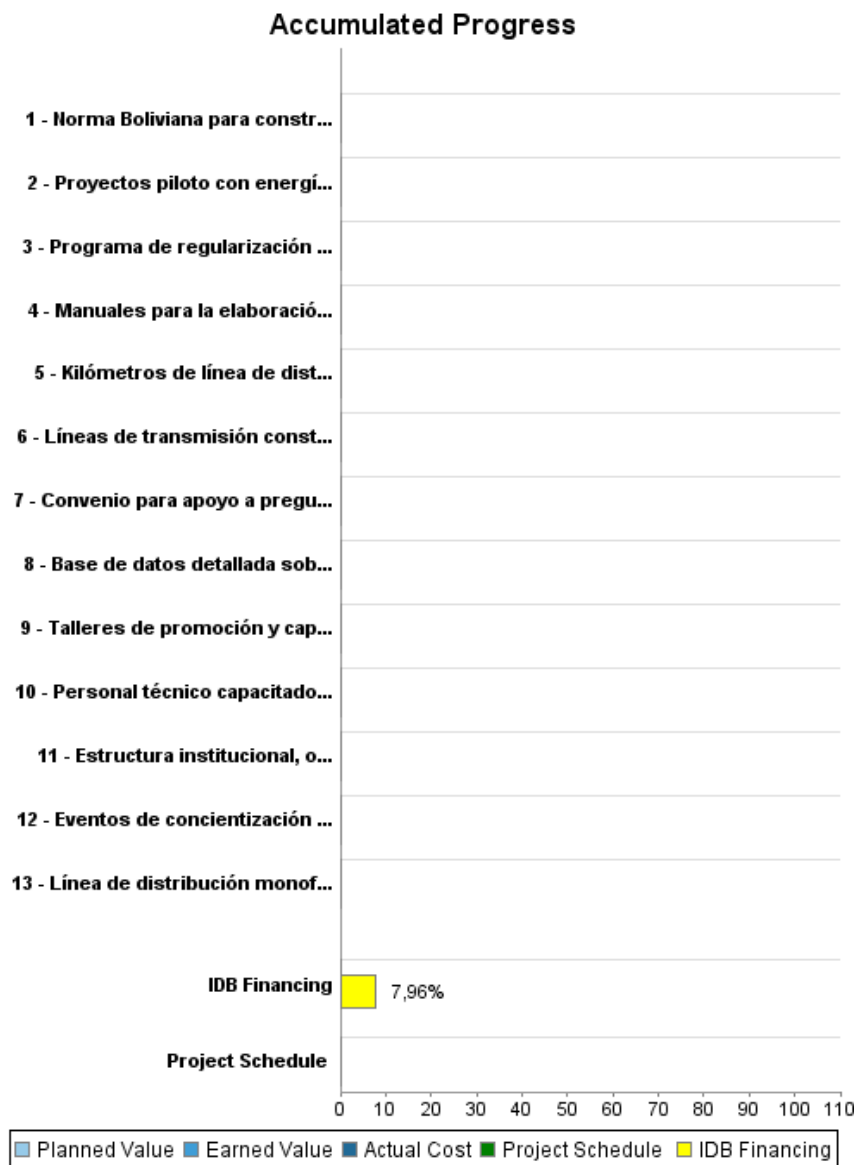 Accumulated Progress
1 - Norma Boliviana para constr...
2 - Proyectos piloto con energí...
3 - Programa de regularización ...
4 - Manuales para la elaboració...
5 - Kilómetros de línea de dist...
6 - Líneas de transmisión const...
7 - Convenio para apoyo a pregu...
8 - Base de datos detallada sob...
9 - Talleres de promoción y cap...
10 - Personal técnico capacitado...
11 - Estructura institucional, o...
12 - Eventos de concientización ...
13 - Línea de distribución monof...
IDB Financing 7,96%
Project Schedule
0 10 20 30 40 50 60 70 80 90 100 110
Planned Value Earned Value Actual Cost Project Schedule IDB Financing